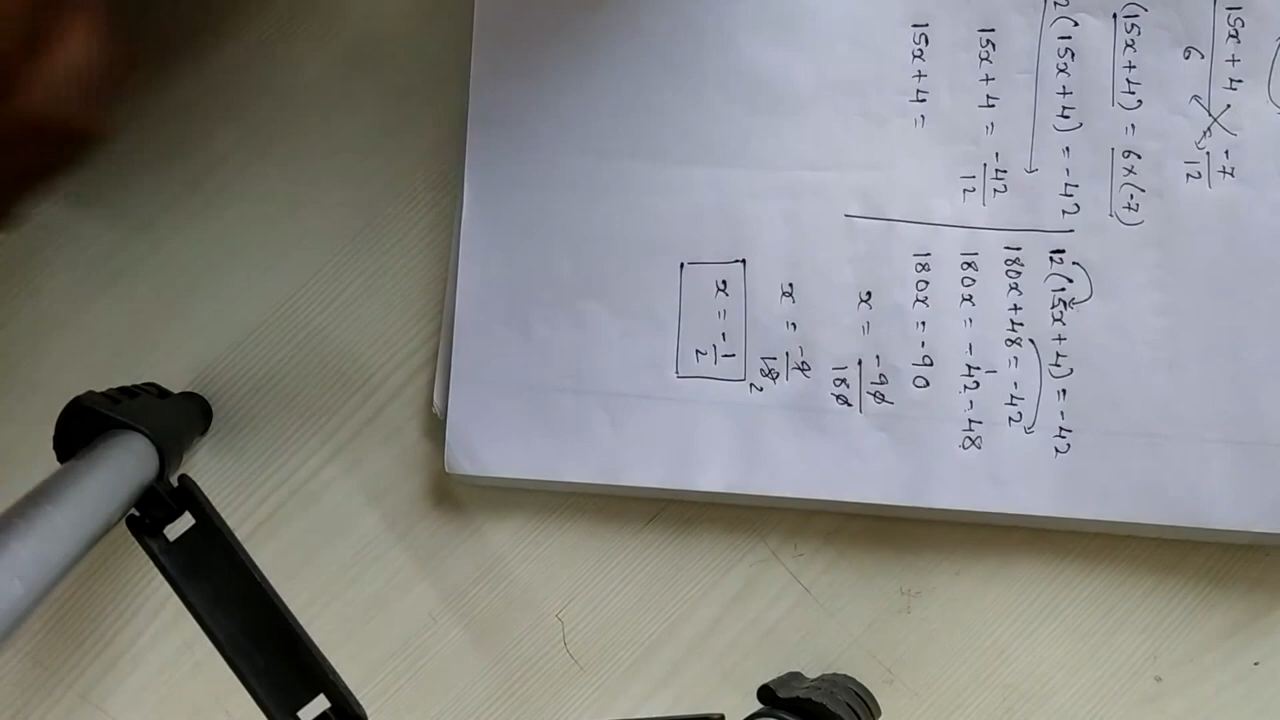 15x + 4 / 6 -7 / 12
(15x + 4) = 6 × (-7)
2 (15x + 4) = -42
15x + 4 = -42 / 12
15x + 4 =
12 (15x + 4) = -42
180x + 48 = -42
180x = -42 - 48
180x = -90
x = -90 / 180
x = -9 / 18 2
x = -1 / 2